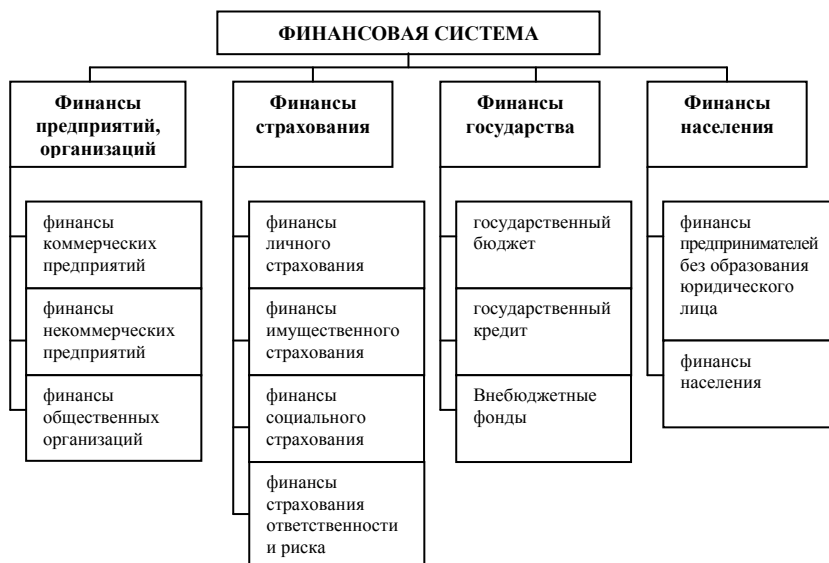 ФИНАНСОВАЯ СИСТЕМА
Финансы
предприятий,
организаций
финансы
коммерческих
предприятий
финансы
некоммерческих
предприятий
финансы
общественных
организаций
Финансы
страхования
финансы
личного
страхования
финансы
имущественного
страхования
финансы
социального
страхования
финансы
страхования
ответственности
и риска
Финансы
государства
государственный
бюджет
государственный
кредит
Внебюджетные
фонды
Финансы
населения
финансы
предпринимателей
без образования
юридического
лица
финансы
населения